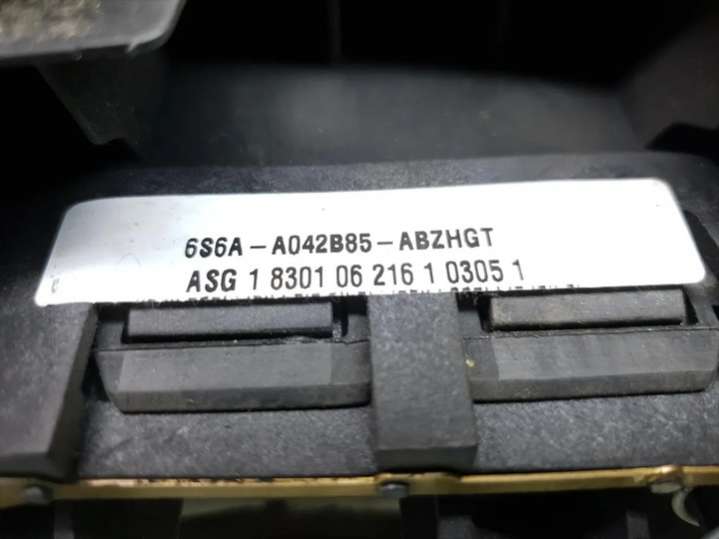 6S6A-A042B85-ABZHGT
ASG 1 8301 06 216 1 0305 1